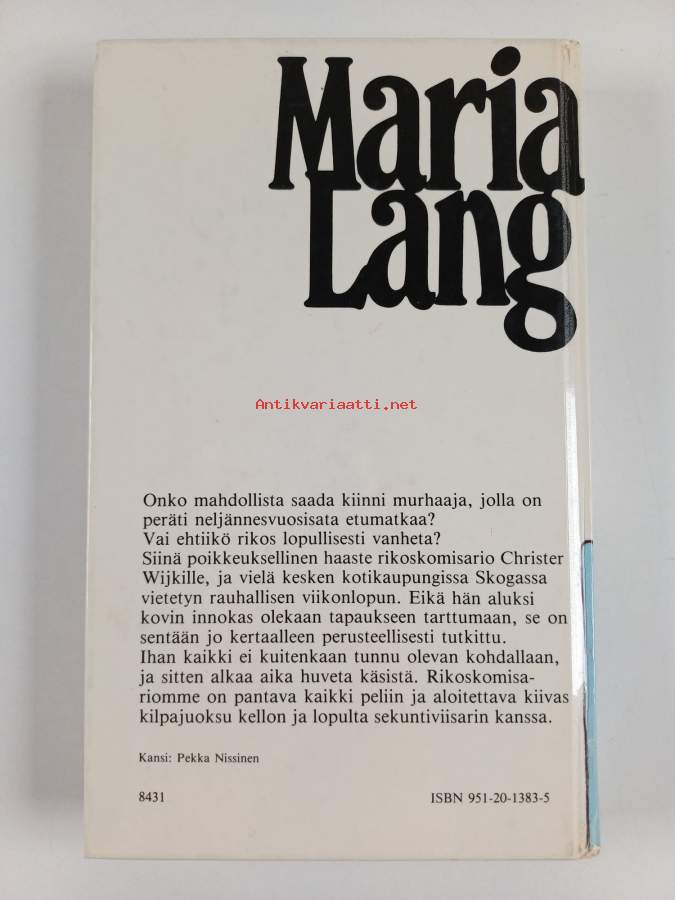 Maria
Lang
Antikvariaatti.net
Onko mahdollista saada kiinni murhaaja, jolla on
peräti neljännesvuosisata etumatkaa?
Vai ehtiikö rikos lopullisesti vanheta?
Siinä poikkeuksellinen haaste rikoskomisario Christer
Wijkille, ja vielä kesken kotikaupungissa Skogassa
vietetyn rauhallisen viikonlopun. Eikä hän aluksi
kovin innokas olekaan tapaukseen tarttumaan, se on
sentään jo kertaalleen perusteellisesti tutkittu.
Ihan kaikki ei kuitenkaan tunnu olevan kohdallaan,
ja sitten alkaa aika huveta käsistä. Rikoskomisa-
riomme on pantava kaikki peliin ja aloitettava kiivas
kilpajuoksu kellon ja lopulta sekuntiviisarin kanssa.
Kansi: Pekka Nissinen
8431 ISBN 951-20-1383-5